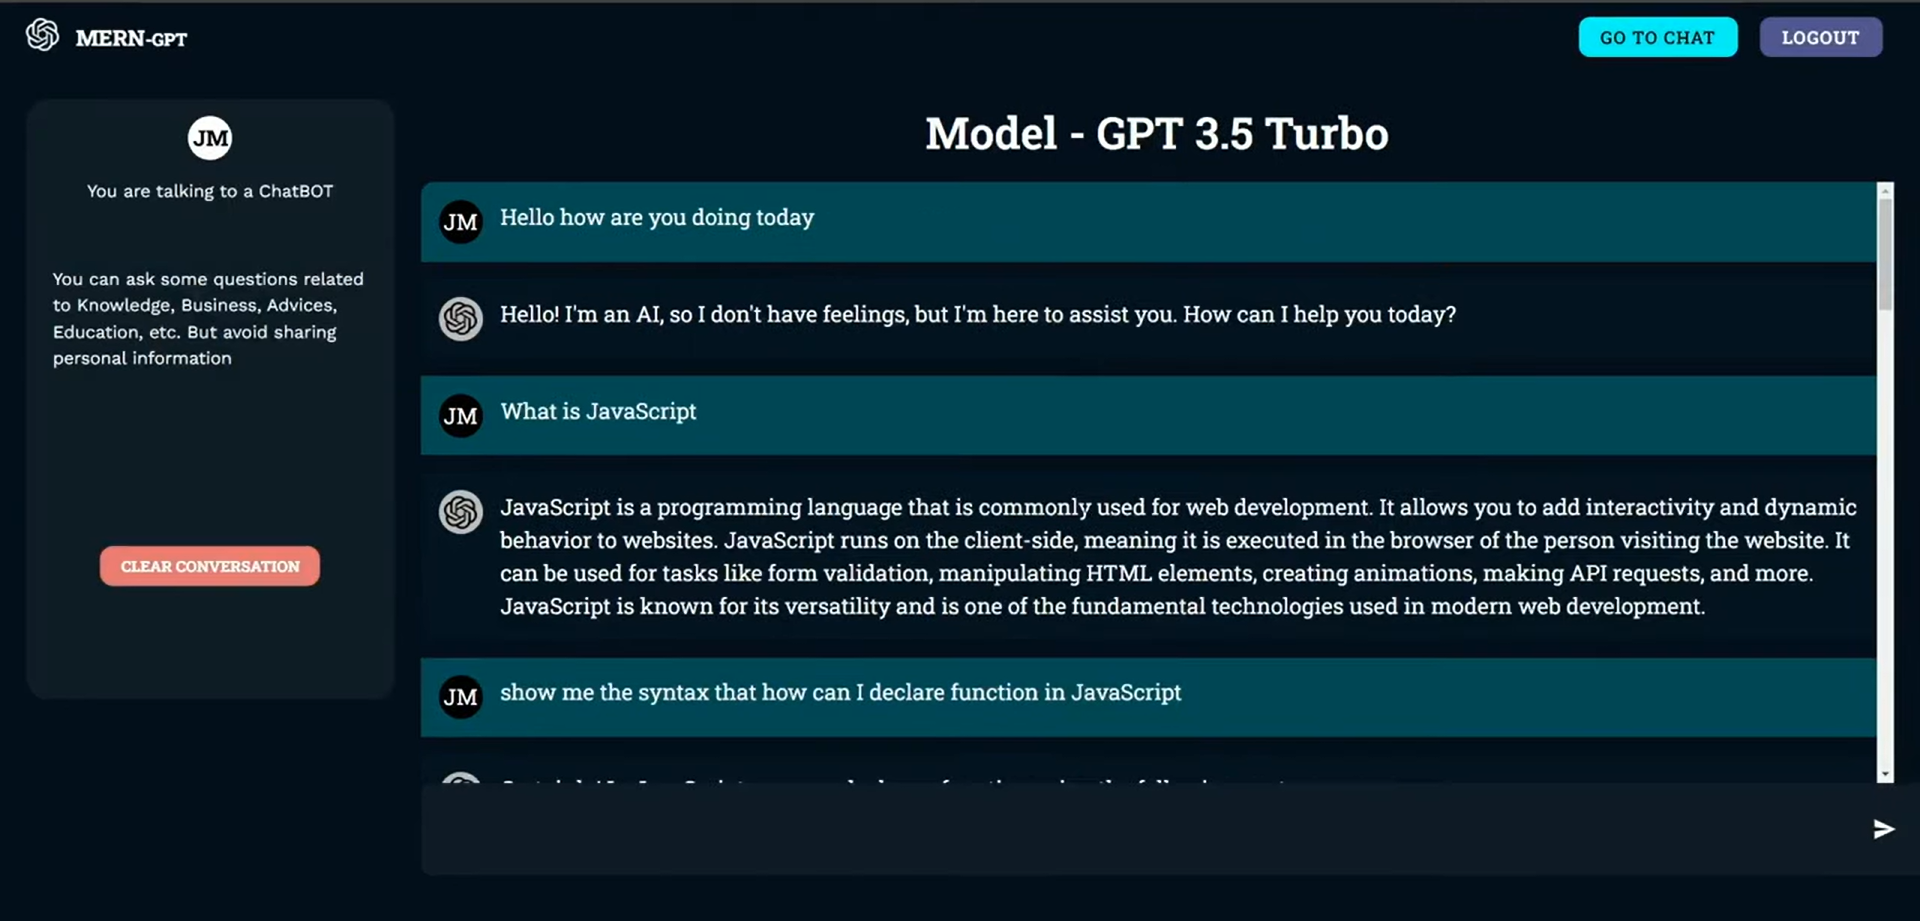 MERN-GPT
GO TO CHAT
LOGOUT
JM
You are talking to a ChatBOT
You can ask some questions related
to Knowledge, Business, Advices,
Education, etc. But avoid sharing
personal information
CLEAR CONVERSATION
Model - GPT 3.5 Turbo
JM
Hello how are you doing today
Hello! I'm an AI, so I don't have feelings, but I'm here to assist you. How can I help you today?
JM
What is JavaScript
JavaScript is a programming language that is commonly used for web development. It allows you to add interactivity and dynamic
behavior to websites. JavaScript runs on the client-side, meaning it is executed in the browser of the person visiting the website. It
can be used for tasks like form validation, manipulating HTML elements, creating animations, making API requests, and more.
JavaScript is known for its versatility and is one of the fundamental technologies used in modern web development.
JM
show me the syntax that how can I declare function in JavaScript